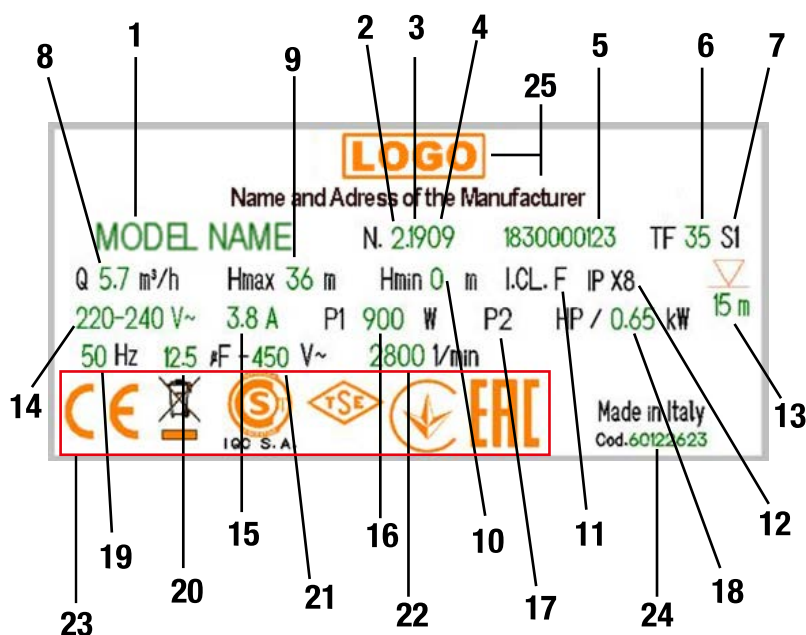 1 2 3 4 5 6 7
8 9 25
LOGO
Name and Adress of the Manufacturer
MODEL NAME N. 2.1909 1830000123 TF 35 S1
Q 5.7 m³/h Hmax 36 m Hmin 0 m I.CL. F IP X8
220-240 V~ 3.8 A P1 900 W P2 HP / 0.65 kW 15 m
50 Hz 12.5 µF - 450 V~ 2800 1/min
CE S TSE EAC
IQC S.A.
Made in Italy
Cod.60122623
14 13
19 20 15 21 16 22 10 17 11 18 12
23 24